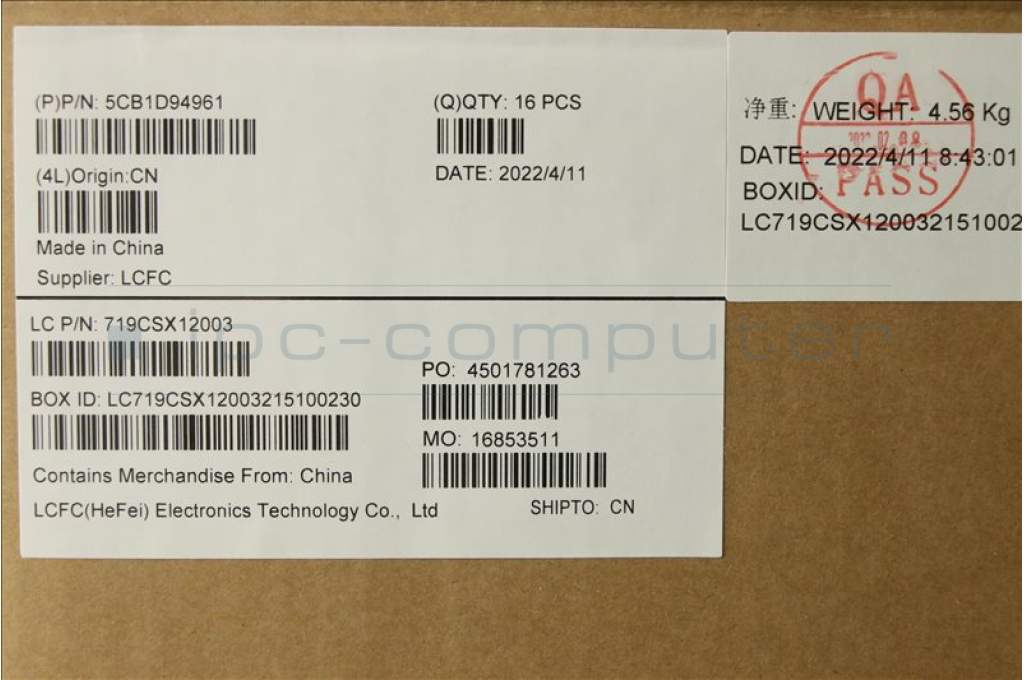 (P)P/N: 5CB1D94961
(Q)QTY: 16 PCS
DATE: 2022/4/11
(4L)Origin:CN
Made in China
Supplier: LCFC
净重: WEIGHT: 4.56 Kg
DATE: 2022/4/11 8:43:01
BOXID:
LC719CSX120032151002
QA
PASS
LC P/N: 719CSX12003
BOX ID: LC719CSX12003215100230
PO: 4501781263
MO: 16853511
Contains Merchandise From: China
LCFC(HeFei) Electronics Technology Co., Ltd
SHIPTO: CN
ipc-computer